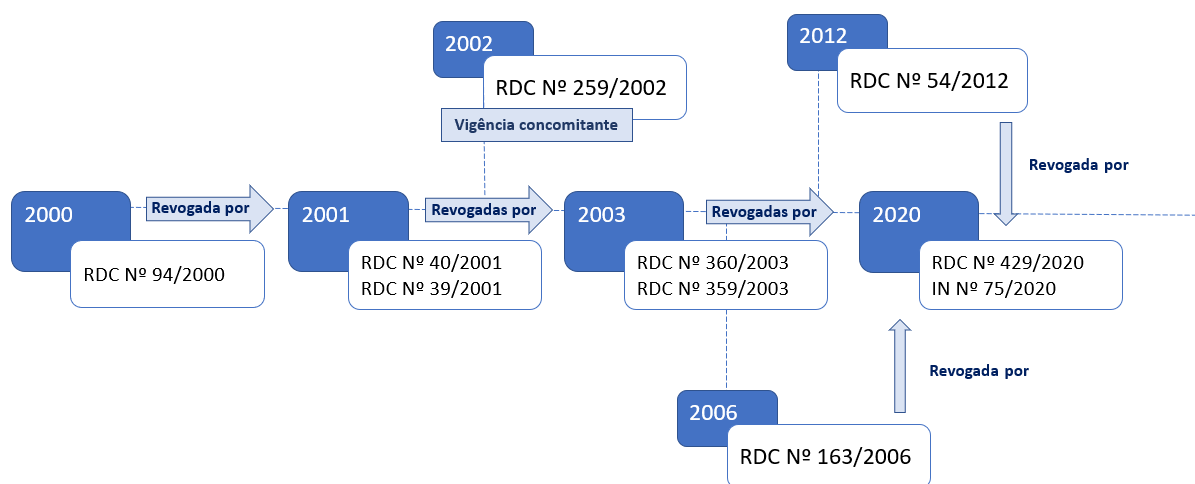 2002
RDC Nº 259/2002
Vigência concomitante
2012
RDC Nº 54/2012
Revogada por
2000
RDC Nº 94/2000
Revogada por
2001
RDC Nº 40/2001
RDC Nº 39/2001
Revogadas por
2003
RDC Nº 360/2003
RDC Nº 359/2003
Revogadas por
2020
RDC Nº 429/2020
IN Nº 75/2020
Revogada por
2006
RDC Nº 163/2006